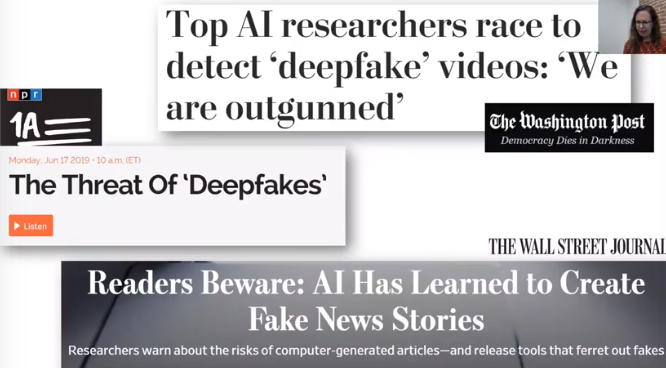 Top AI researchers race to
detect ‘deepfake’ videos: ‘We
are outgunned’
n p r
1A
The Washington Post
Democracy Dies in Darkness
Monday, Jun 17 2019 • 10 a.m. (ET)
The Threat Of ‘Deepfakes’
Listen
THE WALL STREET JOURNAL
Readers Beware: AI Has Learned to Create
Fake News Stories
Researchers warn about the risks of computer-generated articles—and release tools that ferret out fakes